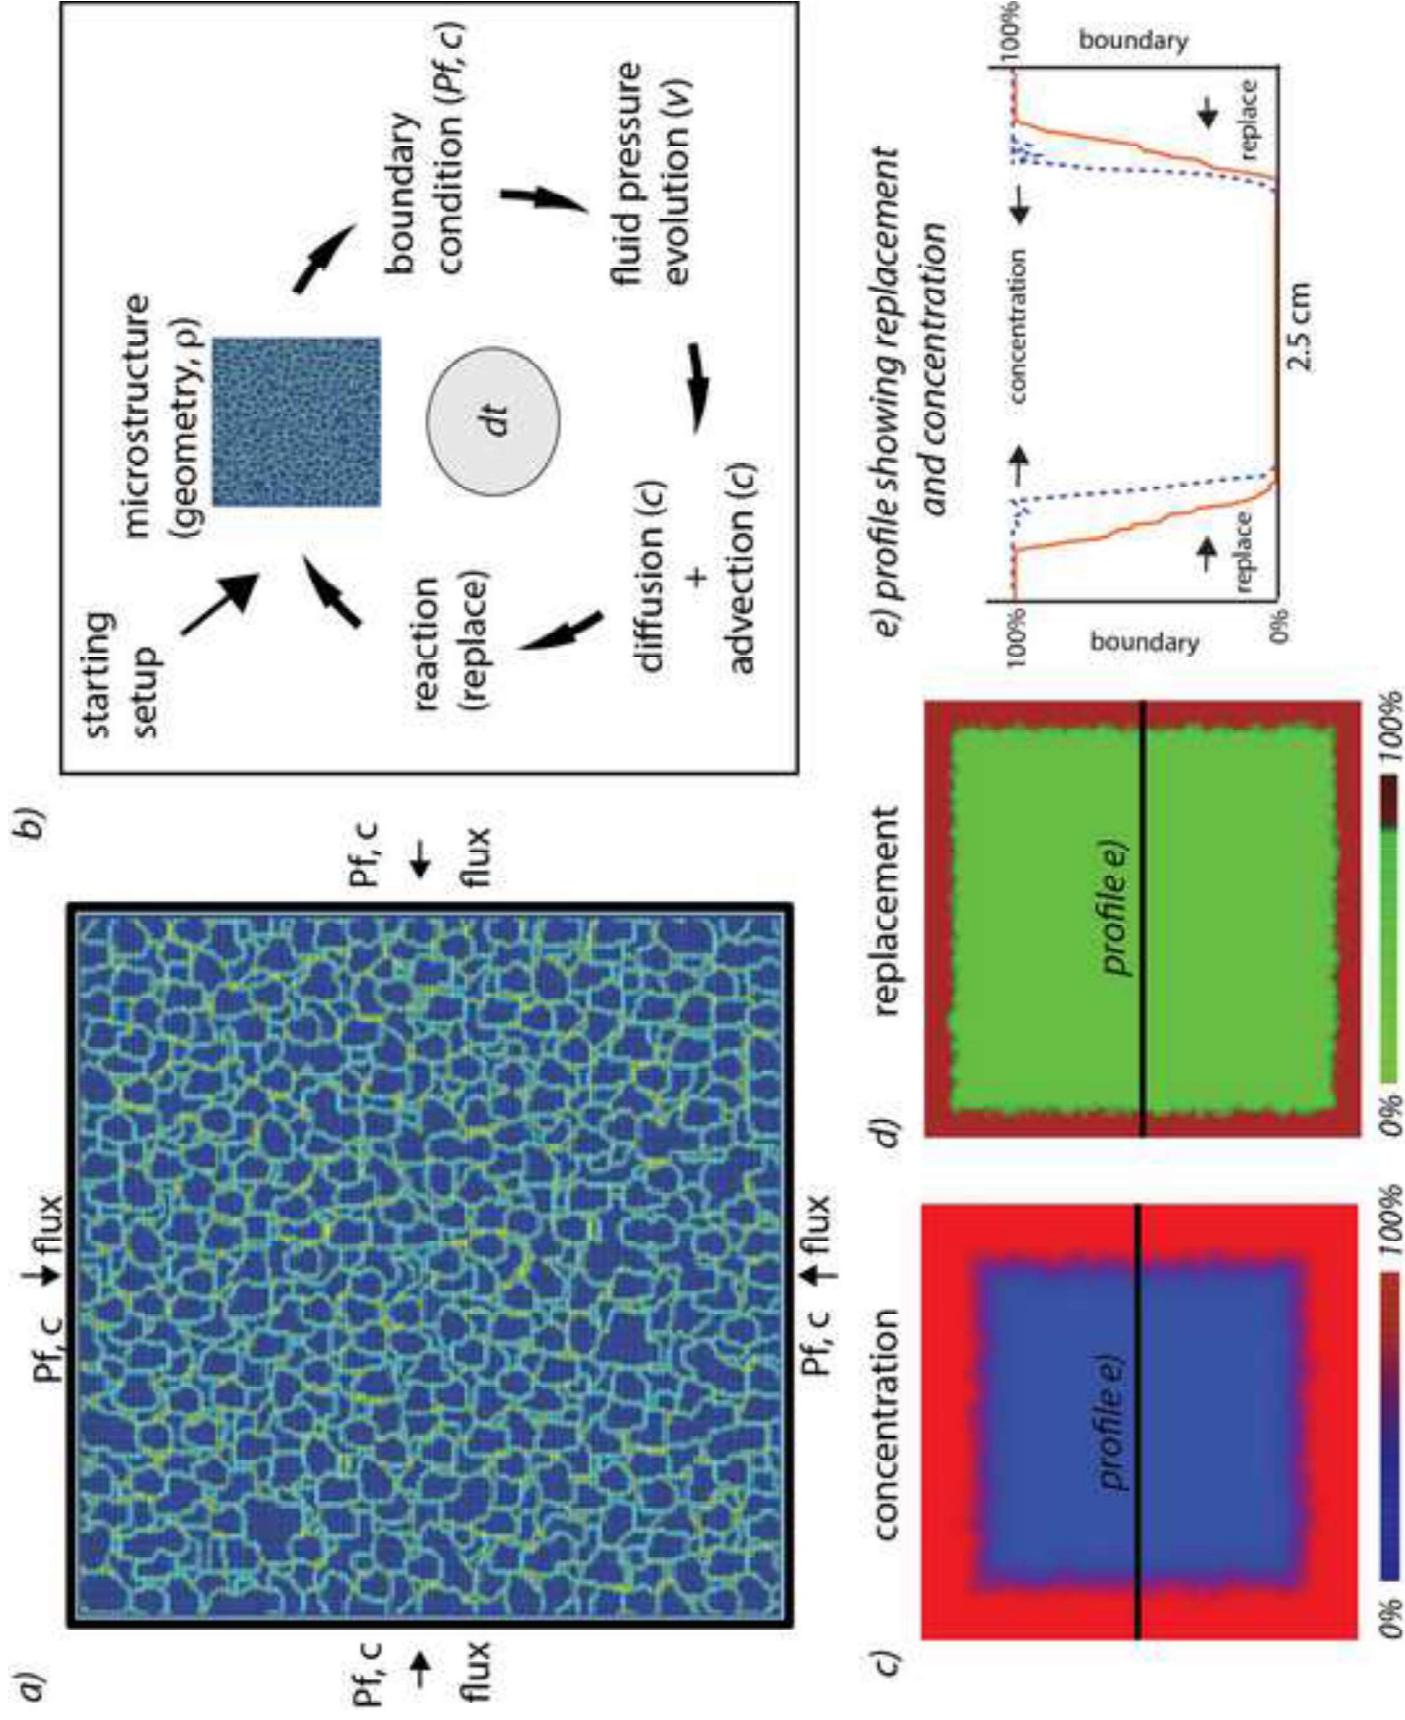 a)
Pf, c
flux
Pf, c
flux
Pf, c
flux
Pf, c
flux
b)
starting
setup
microstructure
(geometry, ρ)
boundary
condition (Pf, c)
fluid pressure
evolution (v)
diffusion (c)
+
advection (c)
reaction
(replace)
dt
c)
concentration
profile e)
0%
100%
d)
replacement
profile e)
0%
100%
e) profile showing replacement
and concentration
100%
boundary
0%
replace
concentration
2.5 cm
replace
100%
boundary